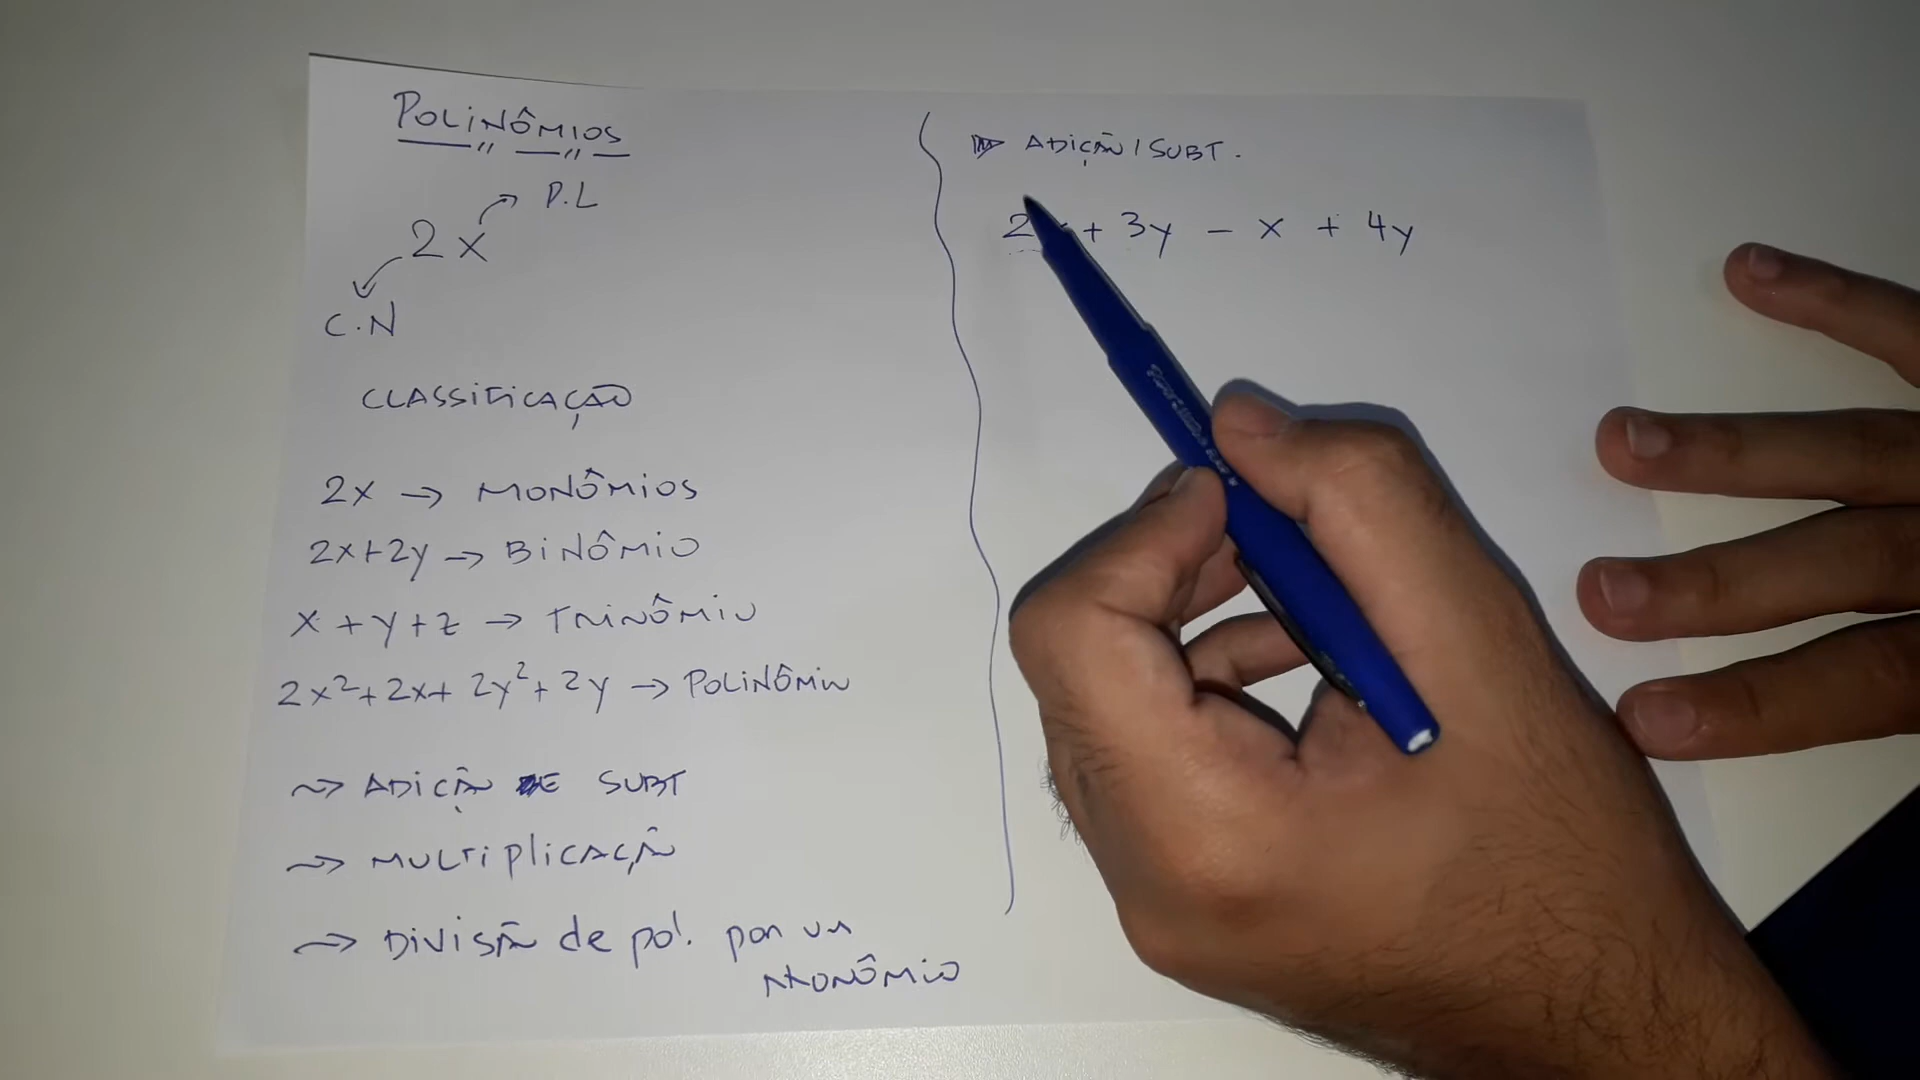 POLINÔMIOS
P.L
2x
C.N
CLASSIFICAÇÃO
2x → MONÔMIOS
2x+2y → BINÔMIO
x+y+z → TRINÔMIO
2x²+2x+2y²+2y → POLINÔMIO
~> ADIÇÃO E SUBT
~> MULTIPLICAÇÃO
~> DIVISÃO de pol. por um
MONÔMIO
ADIÇÃO / SUBT.
2x + 3y - x + 4y